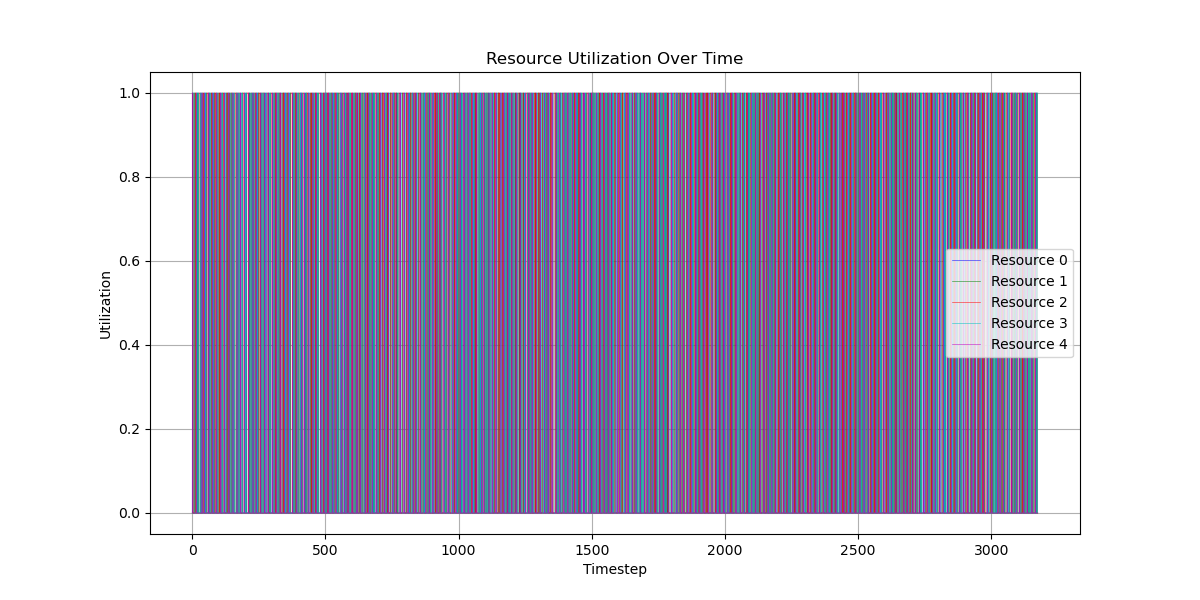 Resource Utilization Over Time
1.0
0.8
0.6
0.4
0.2
0.0
Utilization
Resource 0
Resource 1
Resource 2
Resource 3
Resource 4
0 500 1000 1500 2000 2500 3000
Timestep